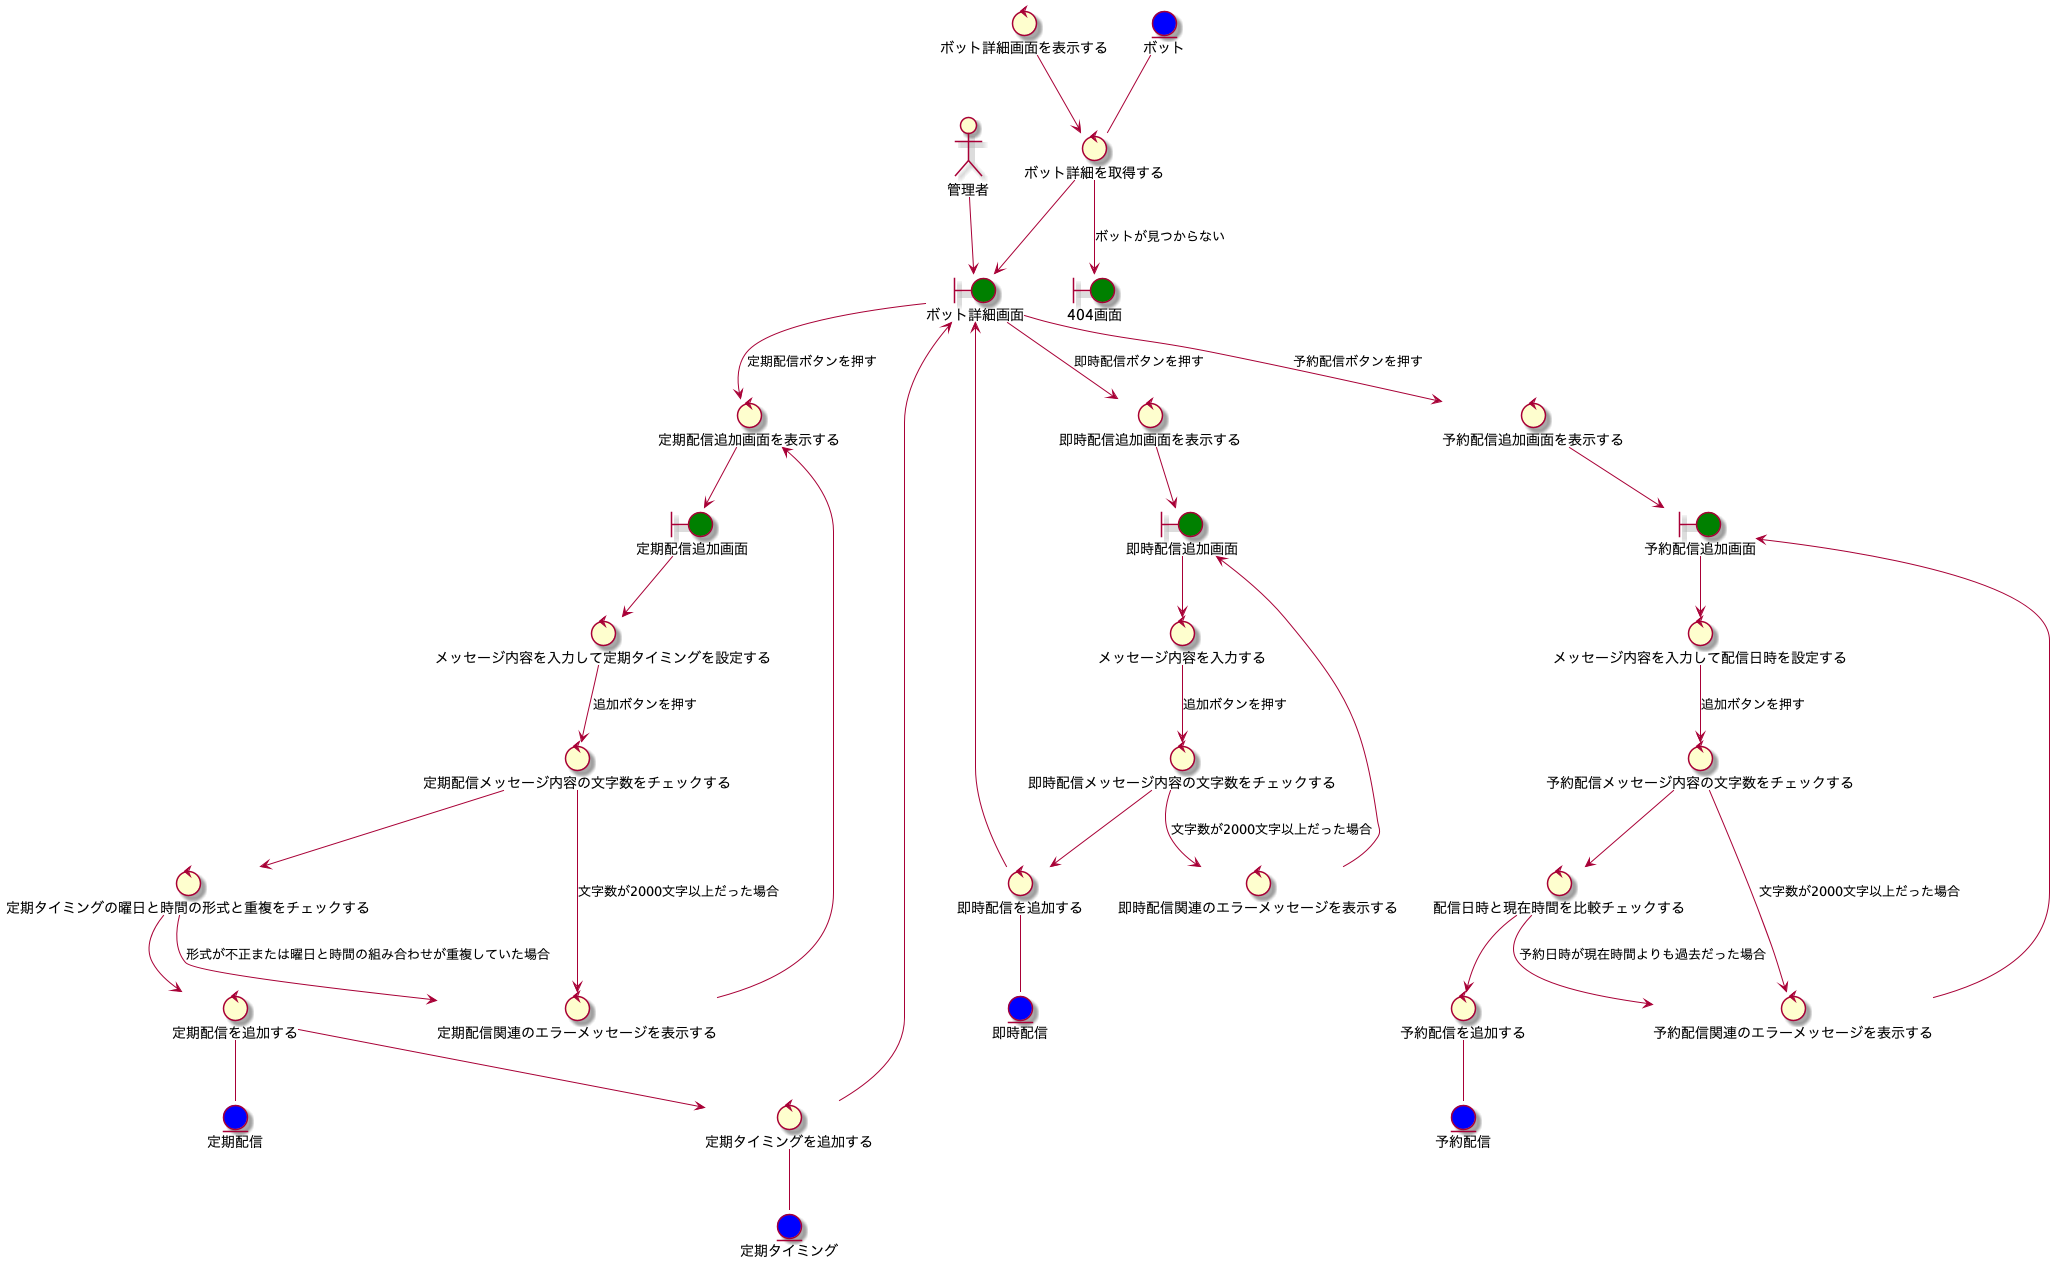 ボット詳細画面を表示する
ボット
管理者
ボット詳細を取得する
ボットが見つからない
ボット詳細画面
404画面
定期配信ボタンを押す
即時配信ボタンを押す
予約配信ボタンを押す
定期配信追加画面を表示する
即時配信追加画面を表示する
予約配信追加画面を表示する
定期配信追加画面
即時配信追加画面
予約配信追加画面
メッセージ内容を入力して定期タイミングを設定する
メッセージ内容を入力する
メッセージ内容を入力して配信日時を設定する
追加ボタンを押す
追加ボタンを押す
追加ボタンを押す
定期配信メッセージ内容の文字数をチェックする
即時配信メッセージ内容の文字数をチェックする
予約配信メッセージ内容の文字数をチェックする
文字数が2000文字以上だった場合
文字数が2000文字以上だった場合
文字数が2000文字以上だった場合
定期タイミングの曜日と時間の形式と重複をチェックする
即時配信を追加する
即時配信関連のエラーメッセージを表示する
配信日時と現在時間を比較チェックする
形式が不正または曜日と時間の組み合わせが重複していた場合
予約日時が現在時間よりも過去だった場合
定期配信を追加する
定期配信関連のエラーメッセージを表示する
即時配信
予約配信を追加する
予約配信関連のエラーメッセージを表示する
定期配信
定期タイミングを追加する
予約配信
定期タイミング